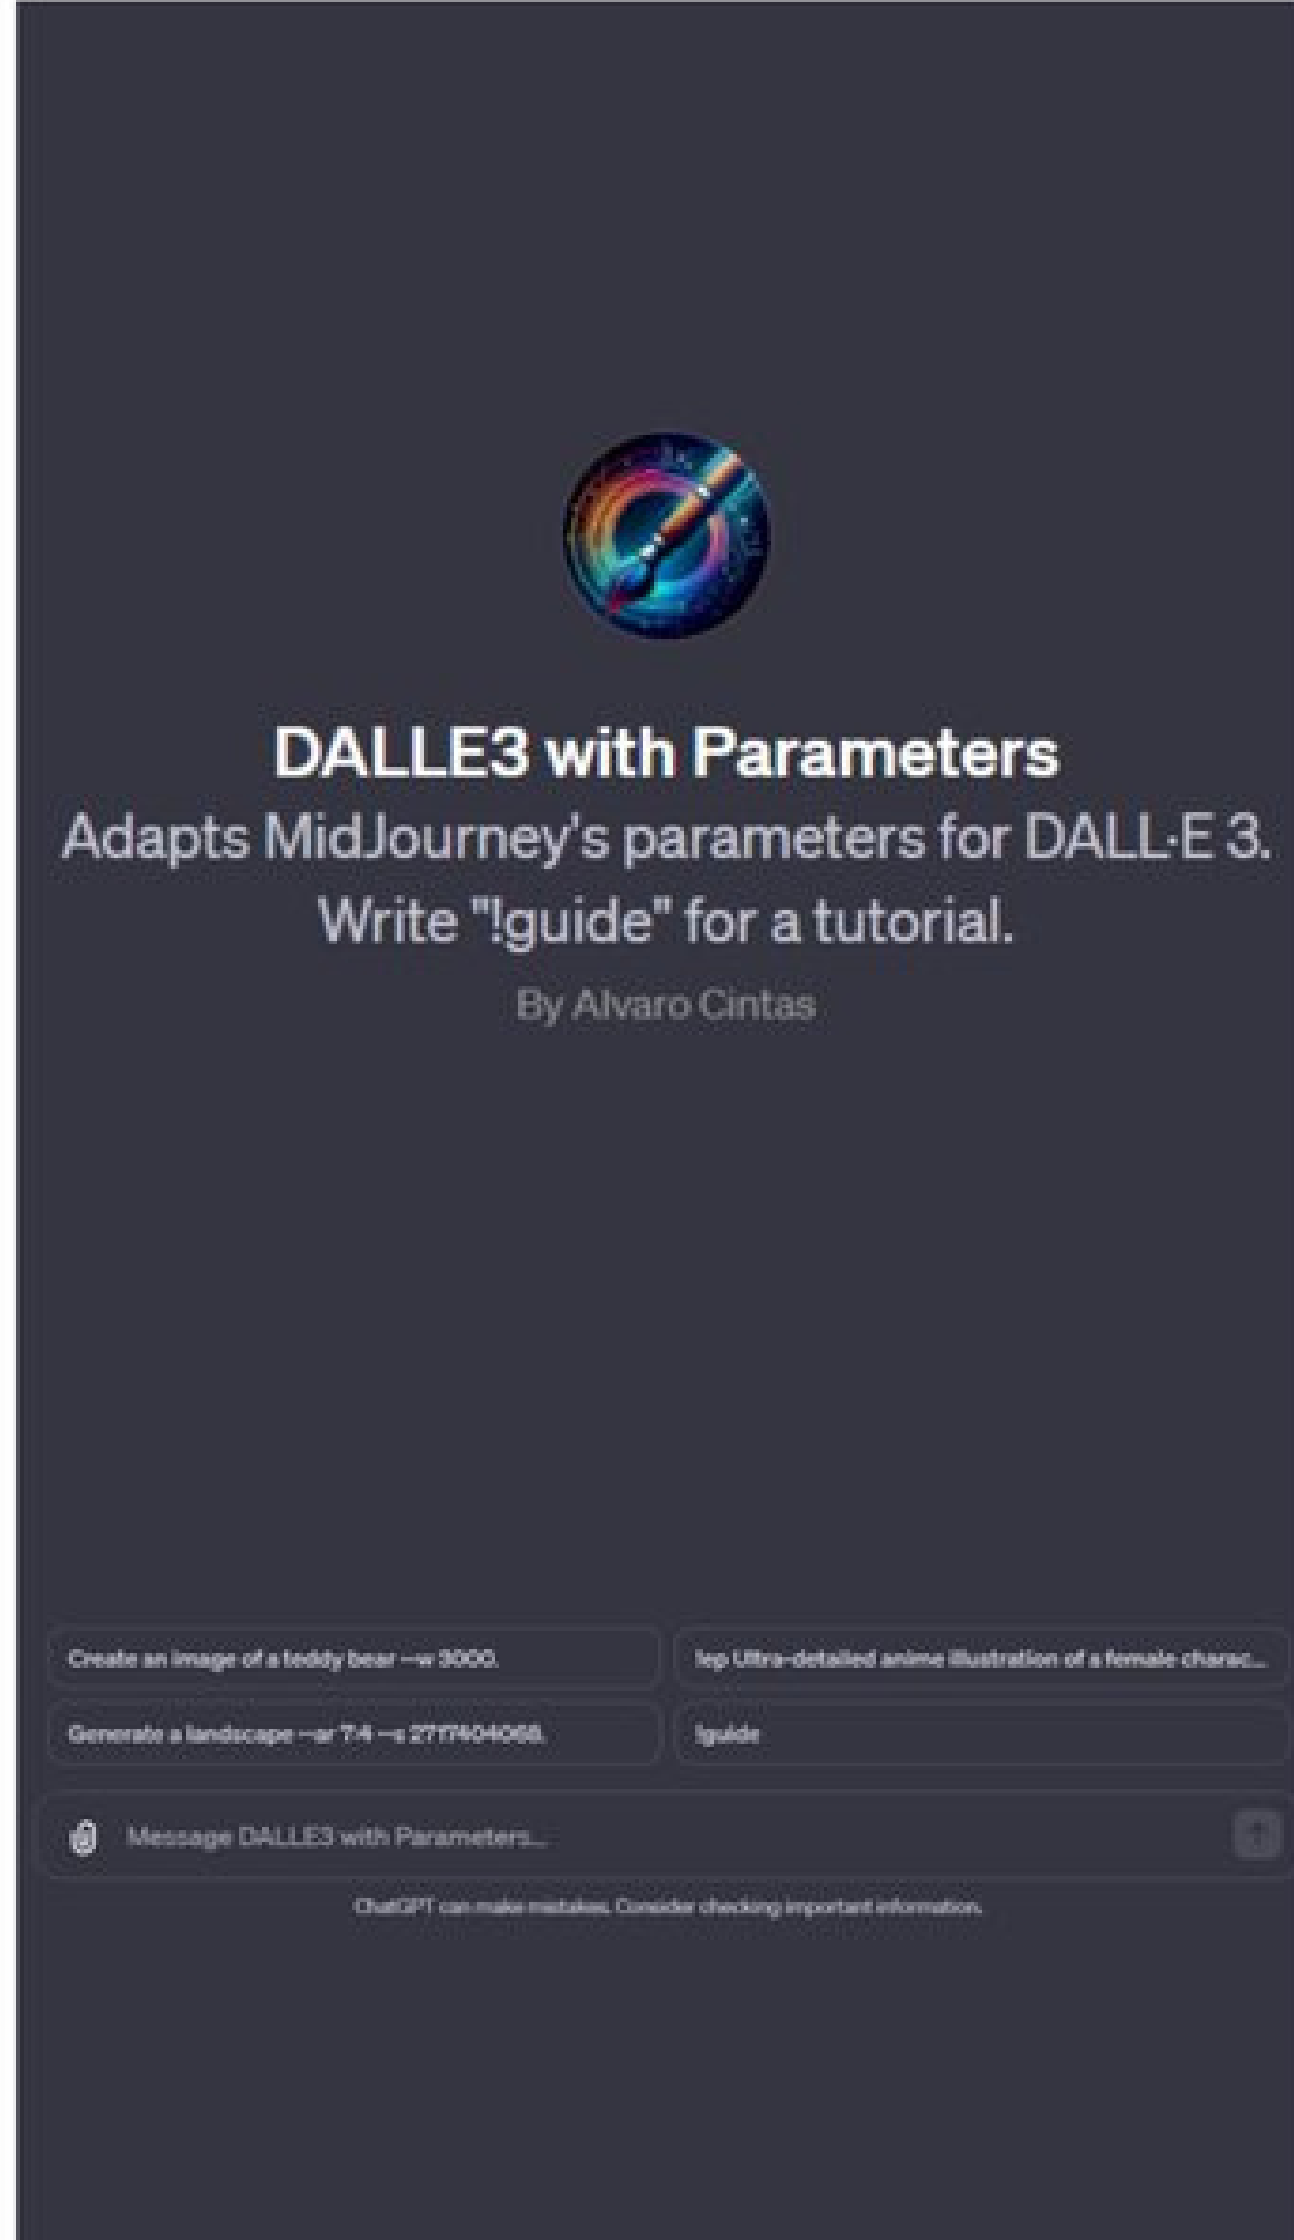 DALLE3 with Parameters
Adapts MidJourney's parameters for DALL·E 3.
Write "!guide" for a tutorial.
By Alvaro Cintas
Create an image of a teddy bear --w 3000.
Ultra-detailed anime illustration of a female charac...
Generate a landscape --ar 7:4 --s
!guide
Message DALLE3 with Parameters...
ChatGPT can make mistakes. Consider checking important information.